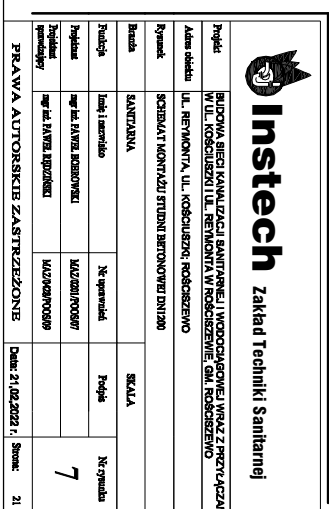 Instech Zakład Techniki Sanitarnej
Projekt
BUDOWA SIECI KANALIZACJI SANITARNEJ I WODOCIĄGOWEJ WRAZ Z PRZYŁĄCZAMI
W UL. KOŚCIUSZKI I UL. REYMONTA W ROŚCISZEWIE, GM. ROŚCISZEWO
Adres obiektu
UL. REYMONTA, UL. KOŚCIUSZKI; ROŚCISZEWO
Rysunek
SCHEMAT MONTAŻU STUDNI BETONOWEJ DN1200
Branża
SANITARNA
SKALA
Funkcja Imię i nazwisko Nr uprawnień Podpis Nr rysunku
Projektant mgr inż. PAWEŁ BOBROWSKI MAZ/0201/POOS/07
7
Projektant
sprawdzający
mgr inż. PAWEŁ RĘDZIŃSKI MAZ/0428/POOS/09
PRAWA AUTORSKIE ZASTRZEŻONE Data: 21.02.2022 r. Strona: 21